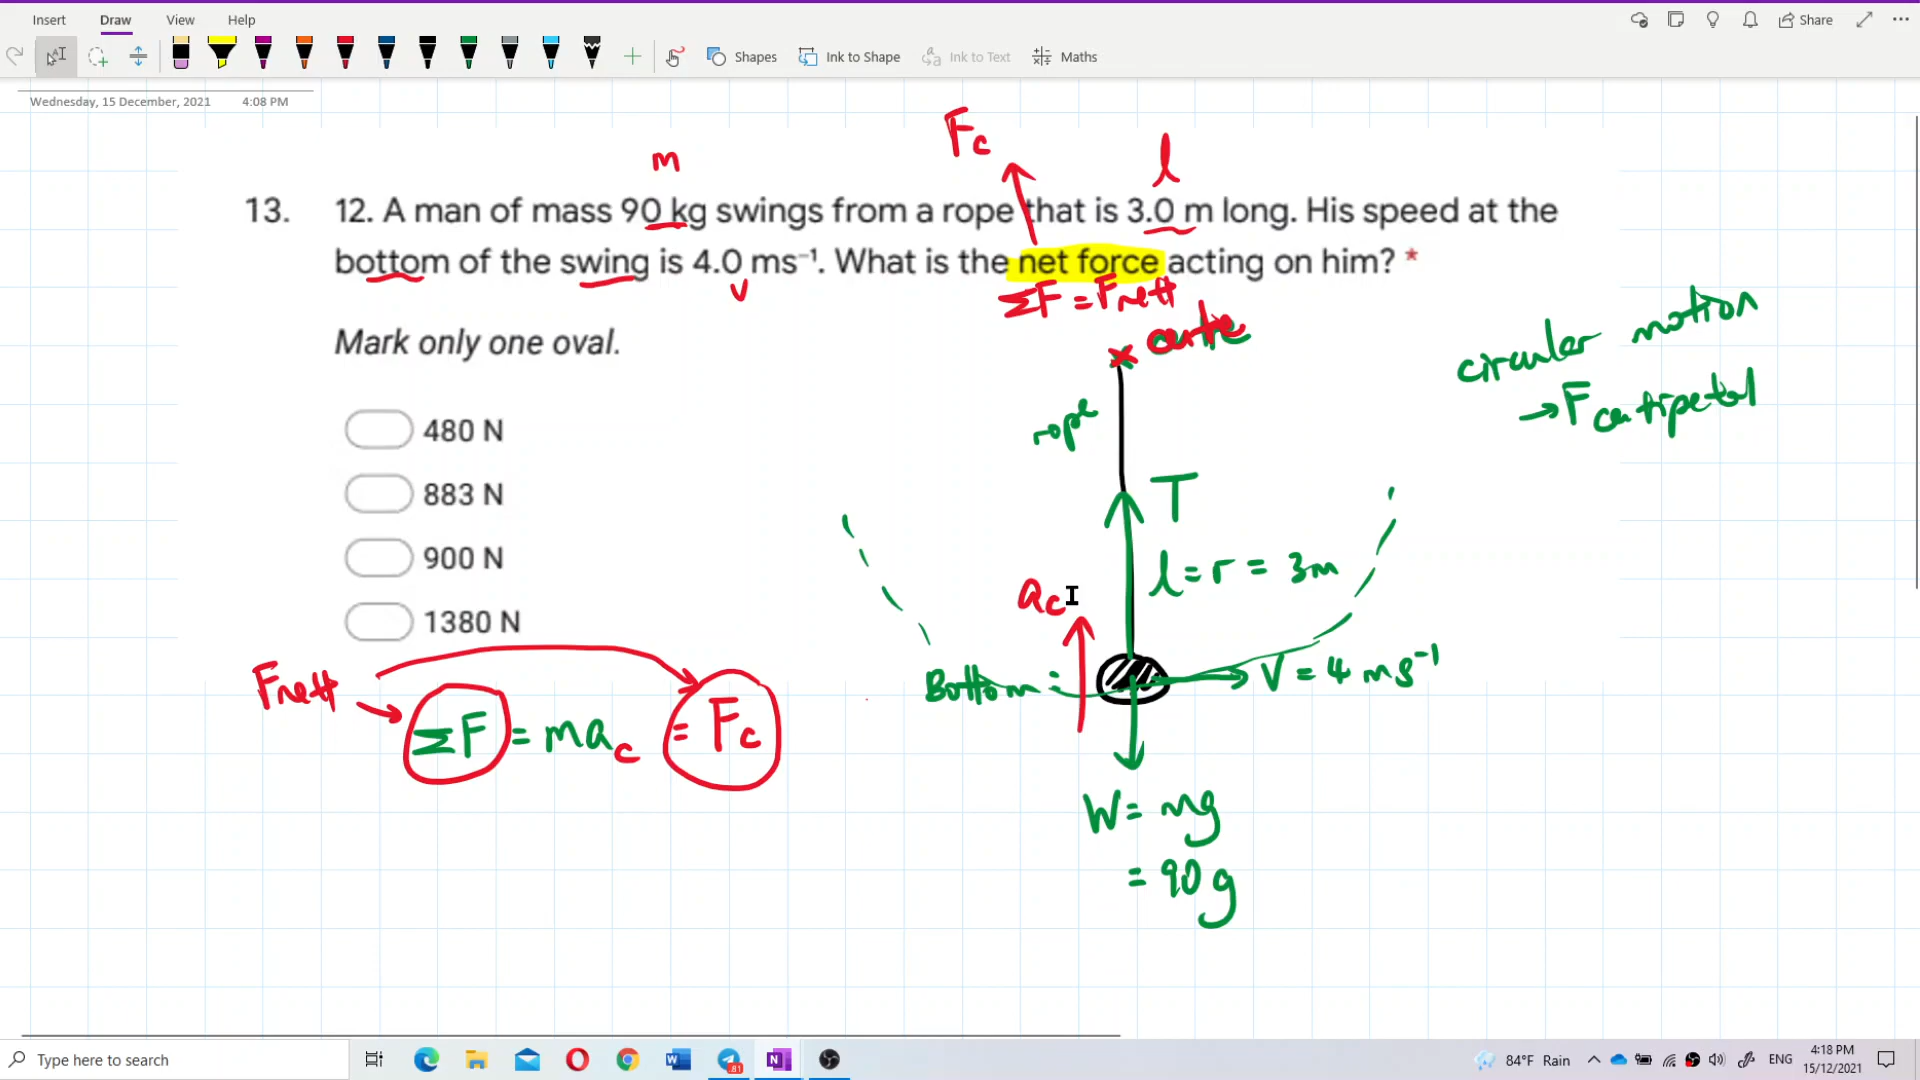 Insert Draw View Help
Share
Shapes Ink to Shape Ink to Text Maths
Wednesday, 15 December, 2021 4:08 PM
m
Fc
l
13. 12. A man of mass 90 kg swings from a rope that is 3.0 m long. His speed at the
bottom of the swing is 4.0 ms⁻¹. What is the net force acting on him? *
v
ΣF = Fnett
Mark only one oval.
centre
circular motion
→ Fcentripetal
rope
480 N
T
883 N
900 N
l = r = 3m
ac
1380 N
Fnett
Bottom:
V = 4 ms⁻¹
ΣF = mac = Fc
W = mg
= 90g
Type here to search
81
84°F Rain
ENG
4:18 PM
15/12/2021